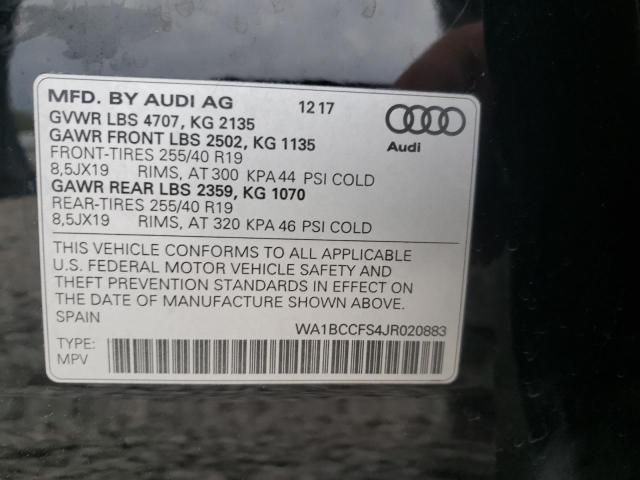 MFD. BY AUDI AG 12 17
GVWR LBS 4707, KG 2135
GAWR FRONT LBS 2502, KG 1135
FRONT-TIRES 255/40 R19
8,5JX19 RIMS, AT 300 KPA 44 PSI COLD
GAWR REAR LBS 2359, KG 1070
REAR-TIRES 255/40 R19
8,5JX19 RIMS, AT 320 KPA 46 PSI COLD
Audi
THIS VEHICLE CONFORMS TO ALL APPLICABLE
U.S. FEDERAL MOTOR VEHICLE SAFETY AND
THEFT PREVENTION STANDARDS IN EFFECT ON
THE DATE OF MANUFACTURE SHOWN ABOVE.
SPAIN
WA1BCCFS4JR020883
TYPE:
MPV